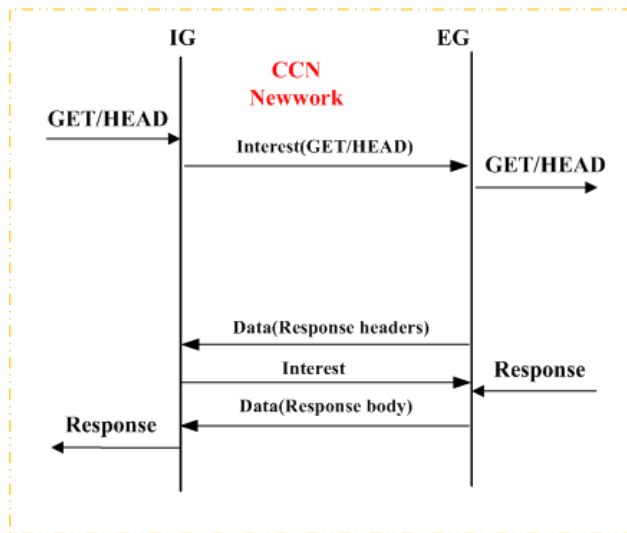 IG
EG
CCN
Newwork
GET/HEAD
Interest(GET/HEAD)
GET/HEAD
Data(Response headers)
Interest
Response
Data(Response body)
Response